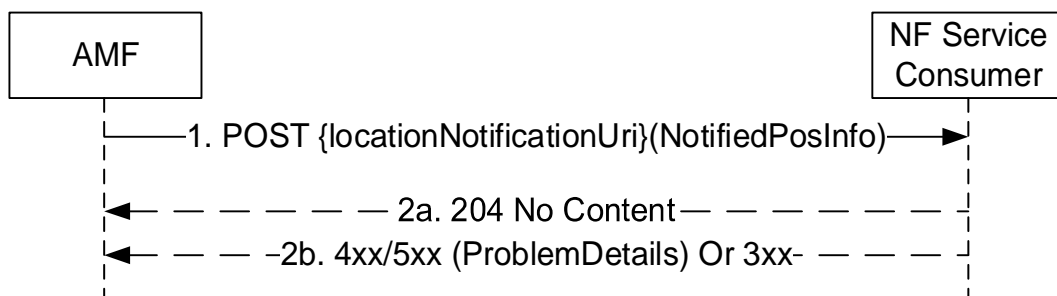 AMF
NF Service
Consumer
1. POST {locationNotificationUri}(NotifiedPosInfo)
2a. 204 No Content
2b. 4xx/5xx (ProblemDetails) Or 3xx